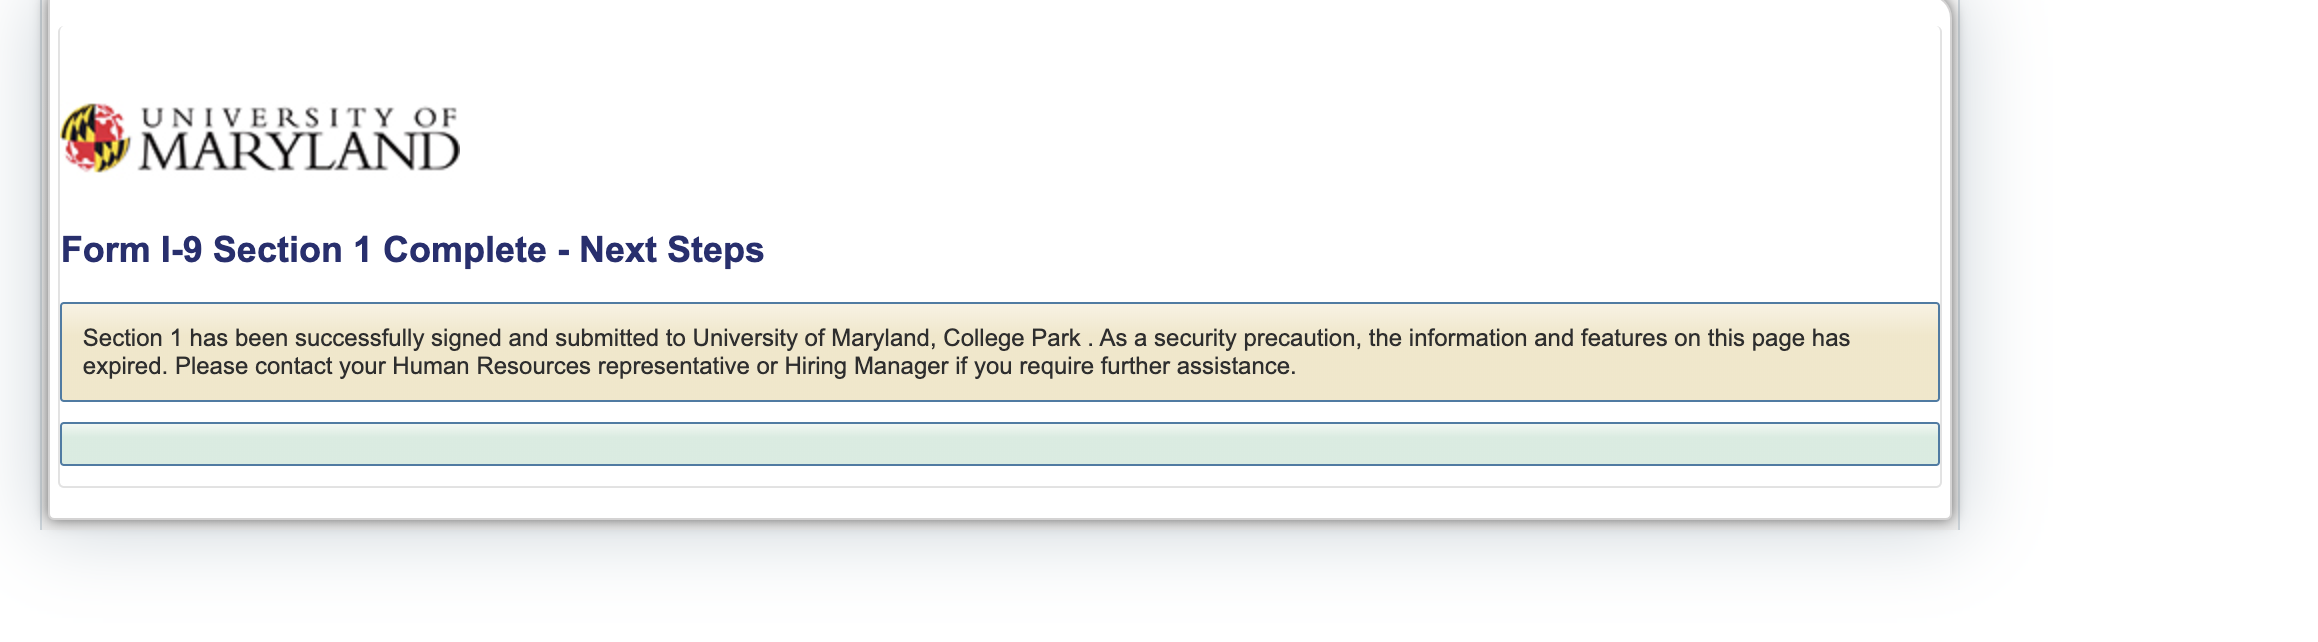 UNIVERSITY OF
MARYLAND
Form I-9 Section 1 Complete - Next Steps
Section 1 has been successfully signed and submitted to University of Maryland, College Park . As a security precaution, the information and features on this page has
expired. Please contact your Human Resources representative or Hiring Manager if you require further assistance.